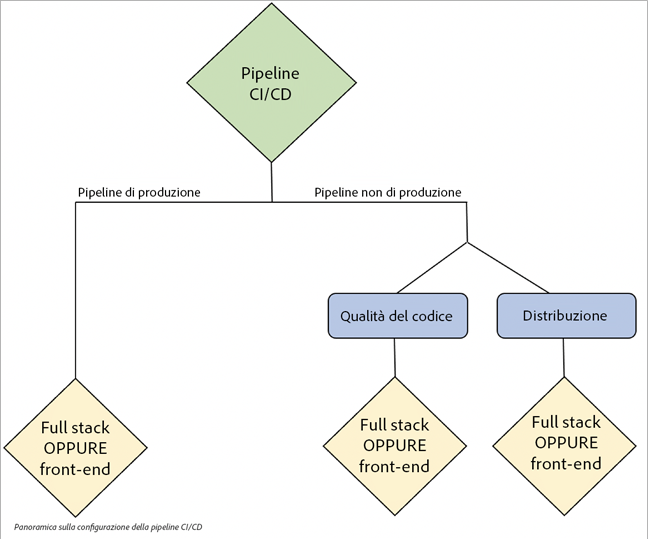 Pipeline
CI/CD
Pipeline di produzione
Pipeline non di produzione
Qualità del codice
Distribuzione
Full stack
OPPURE
front-end
Full stack
OPPURE
front-end
Full stack
OPPURE
front-end
Panoramica sulla configurazione della pipeline CI/CD